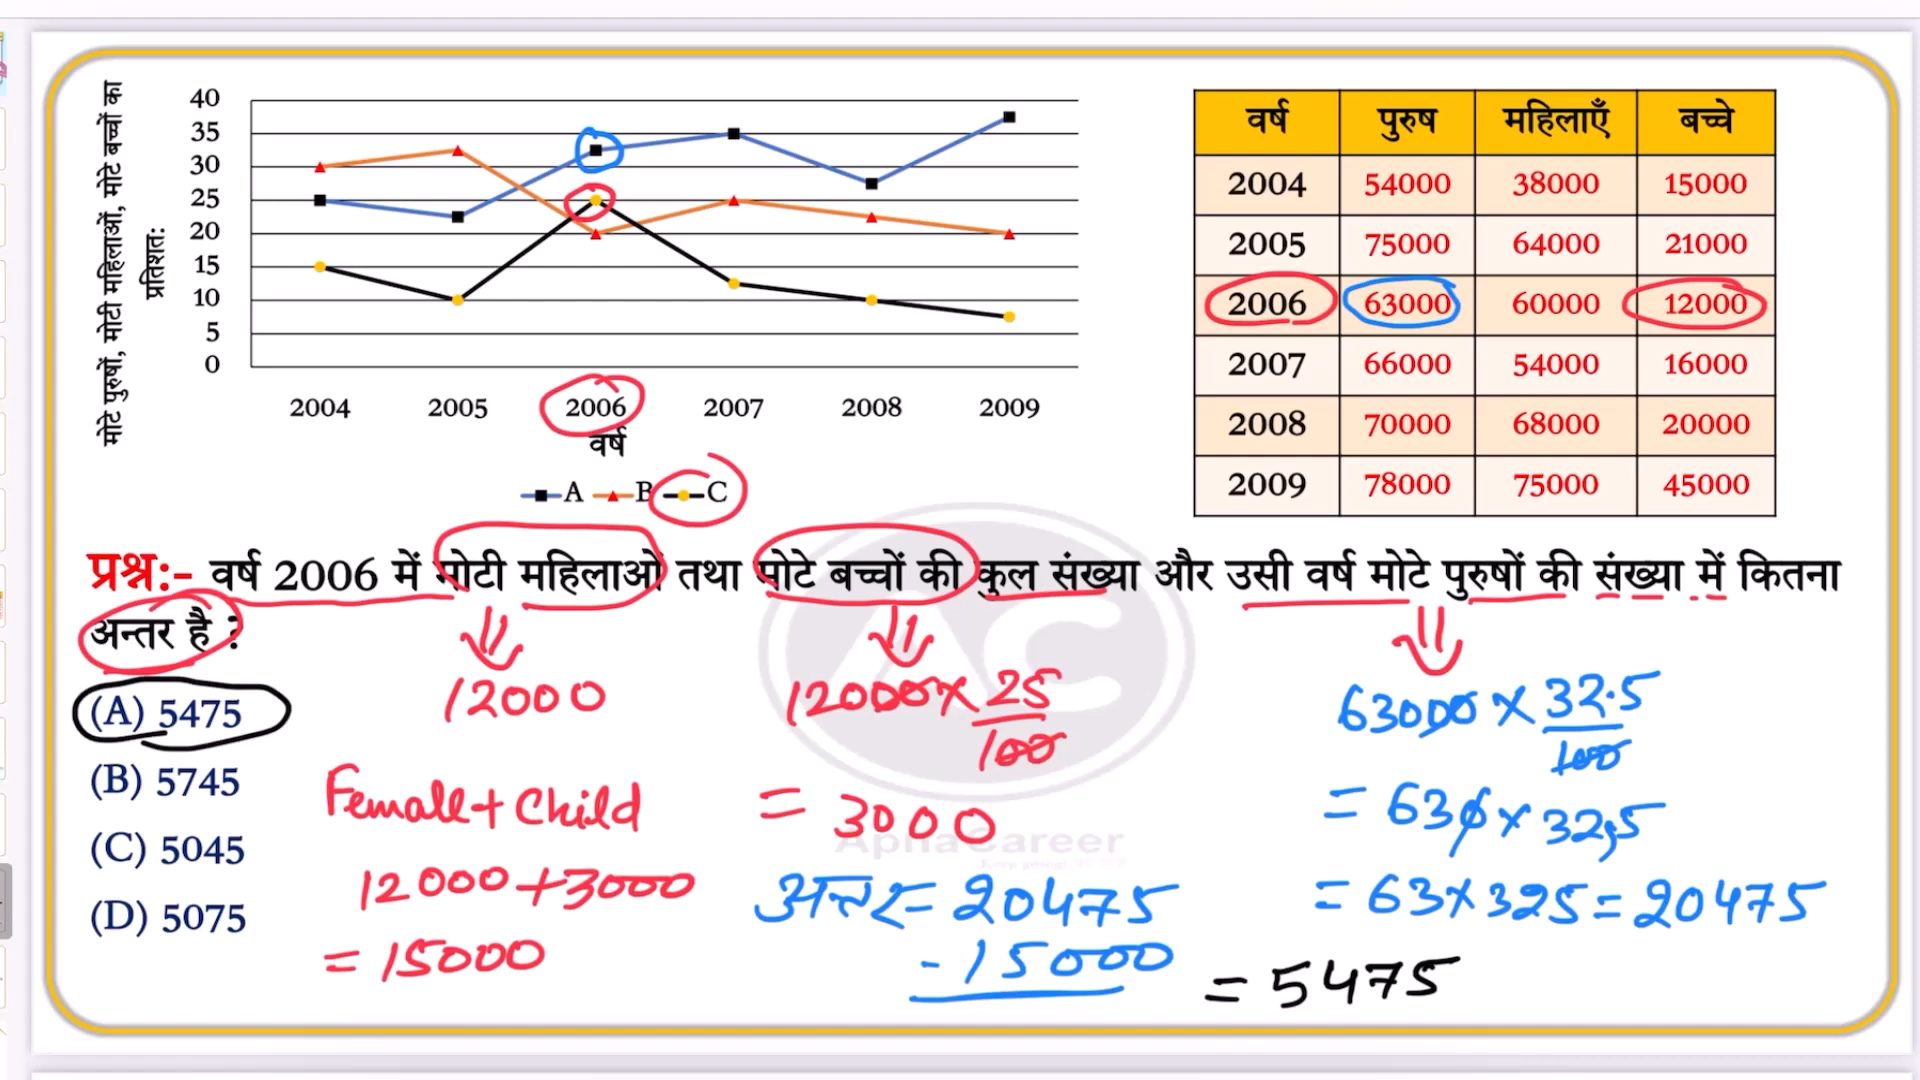 मोटे पुरुषों, मोटी महिलाओं, मोटे बच्चों का
प्रतिशत:
40
35
30
25
20
15
10
5
0
2004 2005 2006 2007 2008 2009
वर्ष
A B C
वर्ष पुरुष महिलाएँ बच्चे
2004 54000 38000 15000
2005 75000 64000 21000
2006 63000 60000 12000
2007 66000 54000 16000
2008 70000 68000 20000
2009 78000 75000 45000
प्रश्न:- वर्ष 2006 में मोटी महिलाओं तथा मोटे बच्चों की कुल संख्या और उसी वर्ष मोटे पुरुषों की संख्या में कितना
अन्तर है ?
(A) 5475
(B) 5745
(C) 5045
(D) 5075
12000
Female + Child
12000 + 3000
= 15000
12000 × 25
100
= 3000
अन्तर = 20475
- 15000
= 5475
63000 × 32.5
100
= 630 × 32.5
= 63 × 325 = 20475
AC
Apna Career